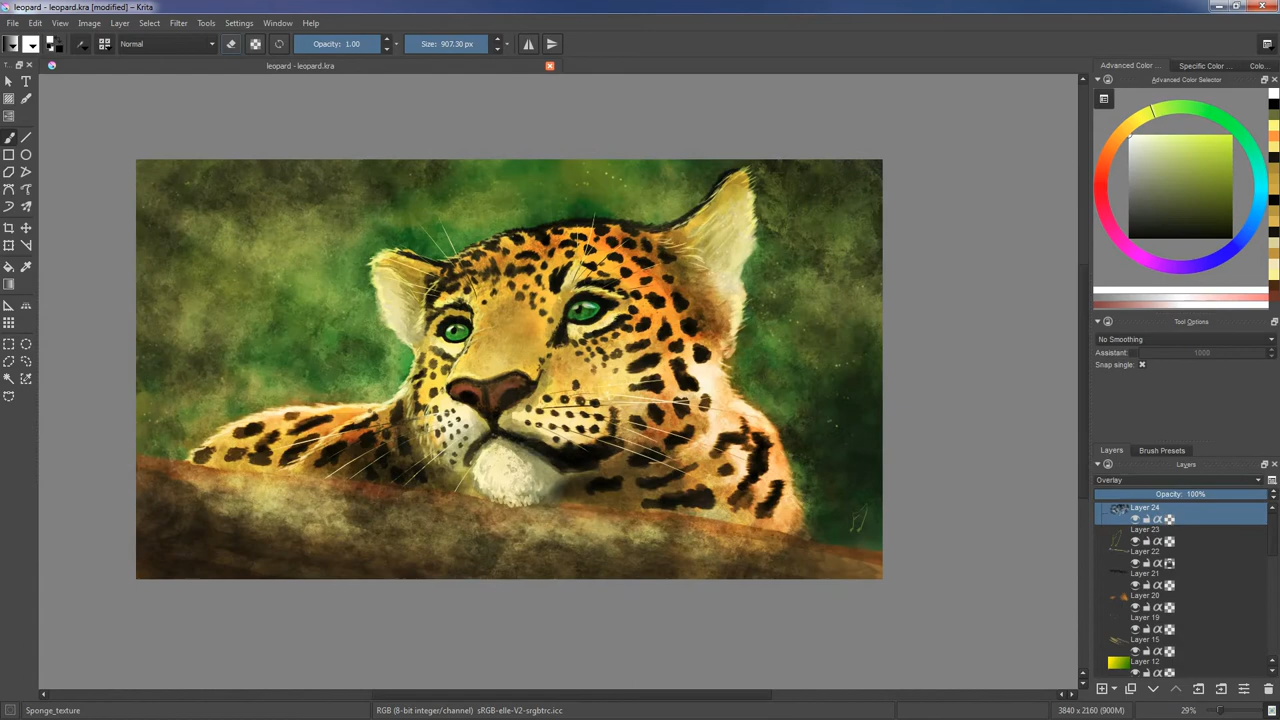 leopard - leopard.kra [modified] – Krita
File Edit View Image Layer Select Filter Tools Settings Window Help
Normal Opacity: 1.00 Size: 907.30 px
leopard - leopard.kra
T...
Advanced Color ... Specific Color ... Colo...
Advanced Color Selector
Tool Options
No Smoothing
Assistant: 1000
Snap single:
Layers Brush Presets
Layers
Overlay
Opacity: 100%
Layer 24
Layer 23
Layer 22
Layer 21
Layer 20
Layer 19
Layer 15
Layer 12
Sponge_texture RGB (8-bit integer/channel) sRGB-elle-V2-srgbtrc.icc 3840 x 2160 (900M) 29%